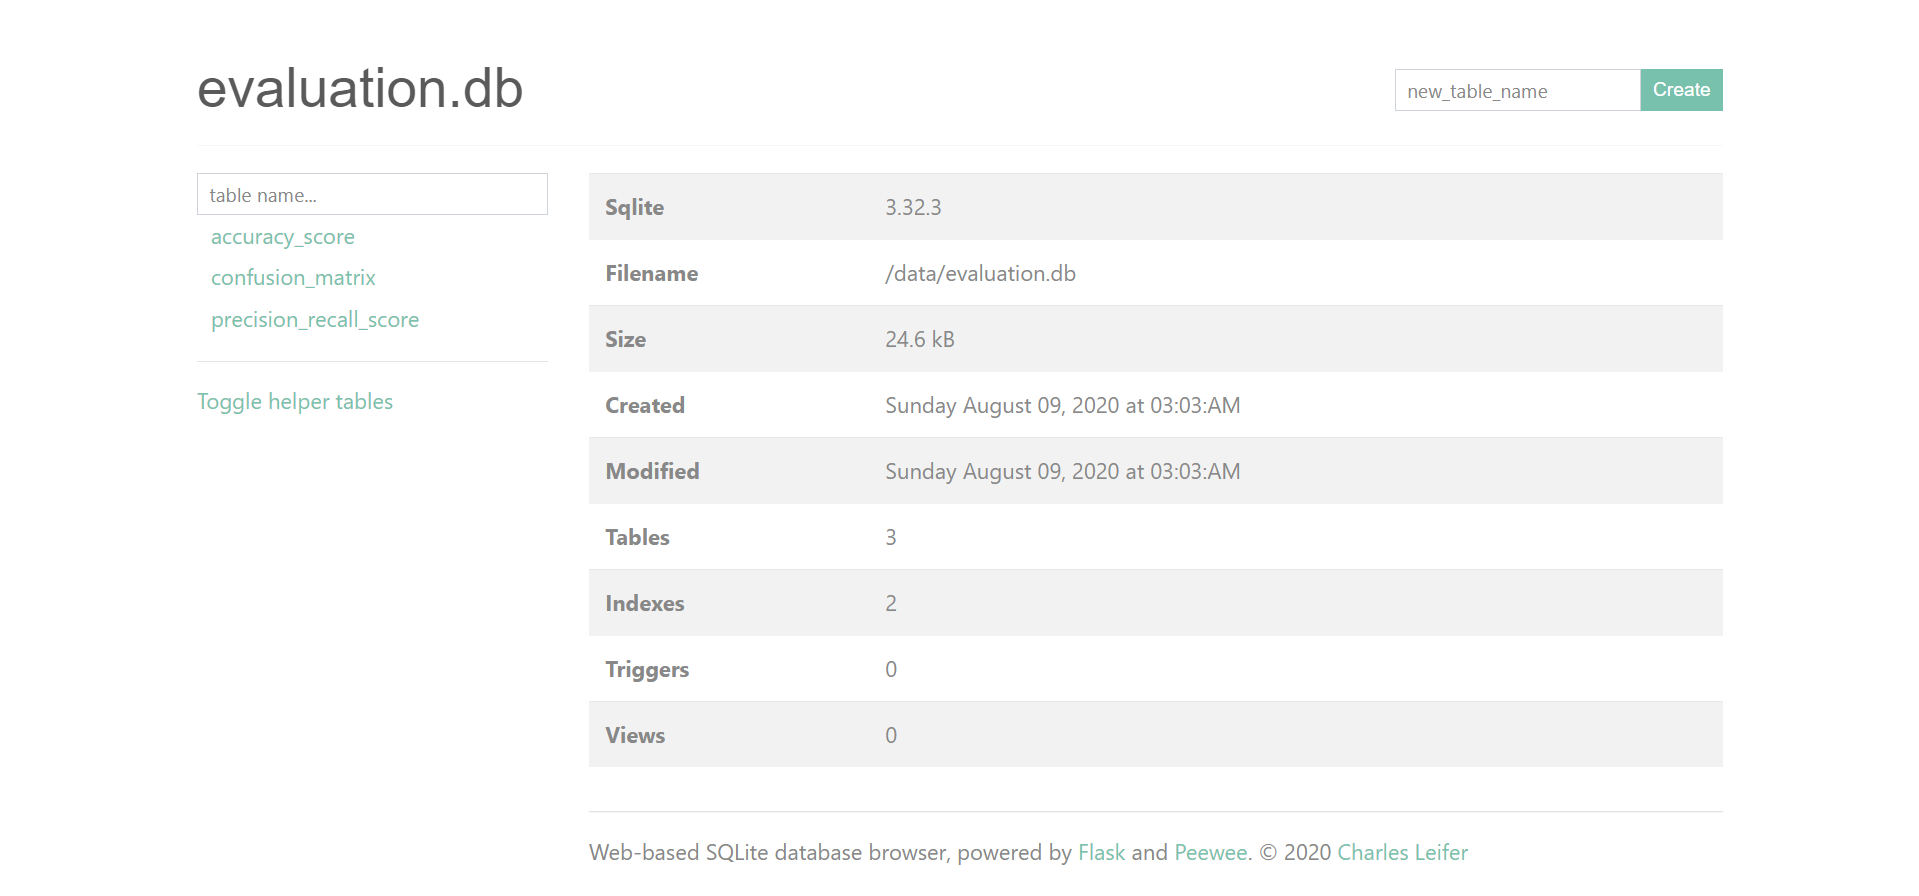 evaluation.db
new_table_name Create
table name...
accuracy_score
confusion_matrix
precision_recall_score
Toggle helper tables
Sqlite 3.32.3
Filename /data/evaluation.db
Size 24.6 kB
Created Sunday August 09, 2020 at 03:03:AM
Modified Sunday August 09, 2020 at 03:03:AM
Tables 3
Indexes 2
Triggers 0
Views 0
Web-based SQLite database browser, powered by Flask and Peewee. © 2020 Charles Leifer